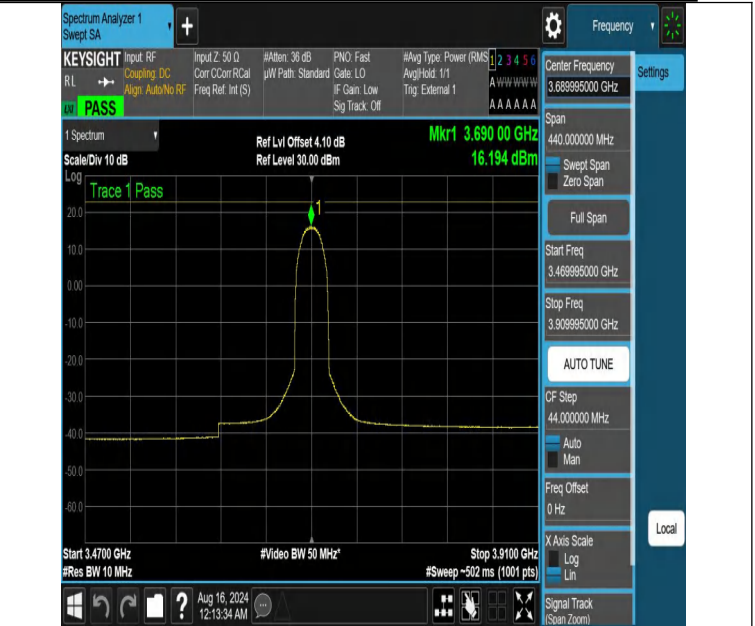 Spectrum Analyzer 1
Swept SA
+
Frequency
KEYSIGHT
RL
PASS
Input: RF
Coupling: DC
Align: Auto/No RF
Input Z: 50 Ω
Corr CCorr RCal
Freq Ref: Int (S)
#Atten: 36 dB
µW Path: Standard
PNO: Fast
Gate: LO
IF Gain: Low
Sig Track: Off
#Avg Type: Power (RMS
Avg|Hold: 1/1
Trig: External 1
1 2 3 4 5 6
A W W W W W
A A A A A A
1 Spectrum
Scale/Div 10 dB
Ref Lvl Offset 4.10 dB
Ref Level 30.00 dBm
Mkr1 3.690 00 GHz
16.194 dBm
Log
Trace 1 Pass
1
20.0
10.0
0.00
-10.0
-20.0
-30.0
-40.0
-50.0
-60.0
Start 3.4700 GHz
#Res BW 10 MHz
#Video BW 50 MHz*
Stop 3.9100 GHz
#Sweep ~502 ms (1001 pts)
Center Frequency
3.689995000 GHz
Settings
Span
440.000000 MHz
Swept Span
Zero Span
Full Span
Start Freq
3.469995000 GHz
Stop Freq
3.909995000 GHz
AUTO TUNE
CF Step
44.000000 MHz
Auto
Man
Freq Offset
0 Hz
X Axis Scale
Log
Lin
Local
Signal Track
(Span Zoom)
?
Aug 16, 2024
12:13:34 AM